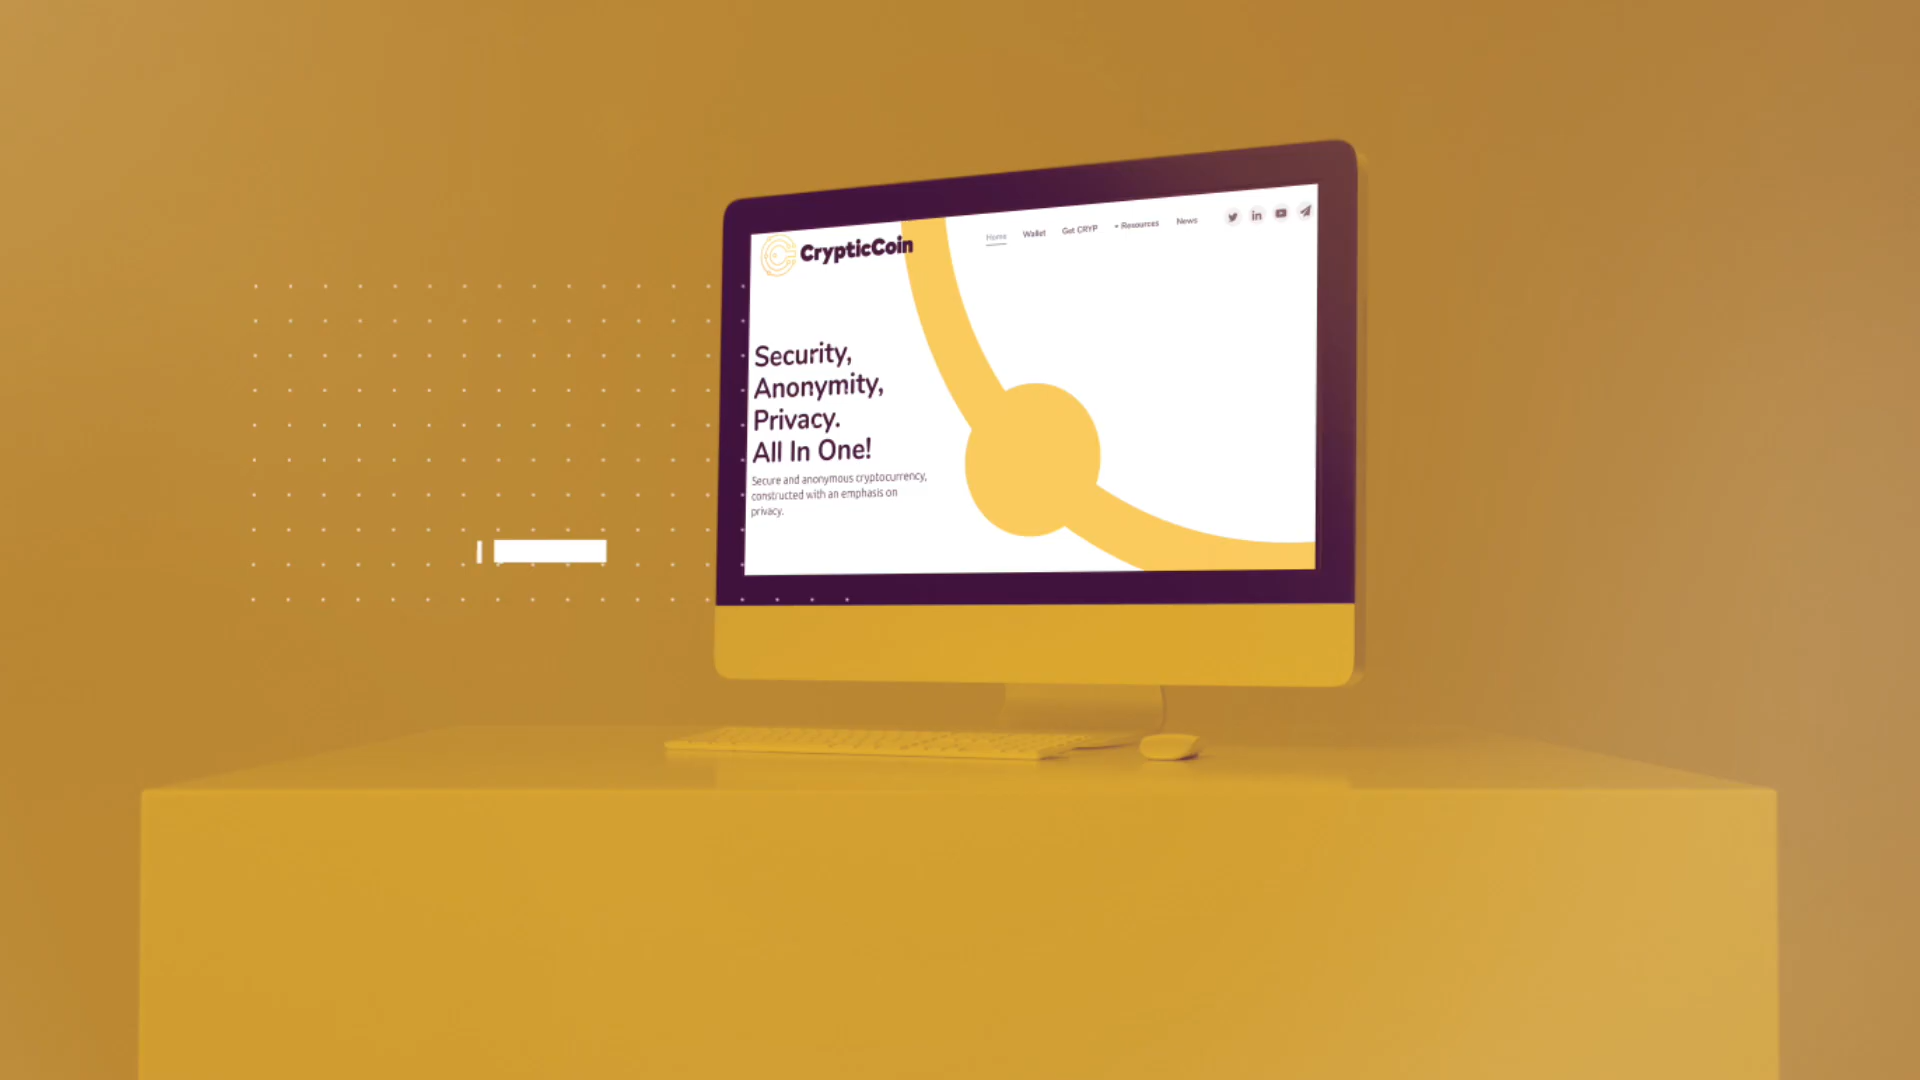 CrypticCoin
Home Wallet Get CRYP Resources News
Security,
Anonymity,
Privacy.
All In One!
Secure and anonymous cryptocurrency,
constructed with an emphasis on
privacy.